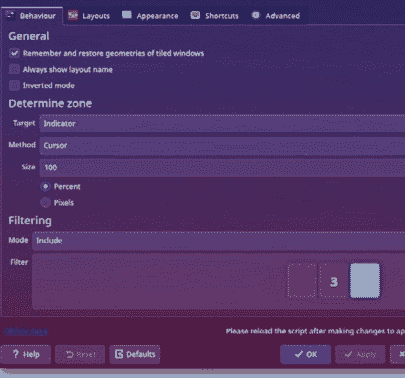 Behaviour Layouts Appearance Shortcuts Advanced
General
Remember and restore geometries of tiled windows
Always show layout name
Inverted mode
Determine zone
Target Indicator
Method Cursor
Size 100
Percent
Pixels
Filtering
Mode Include
Filter
3
Please reload the script after making changes to ap
? Help Reset Defaults OK Apply